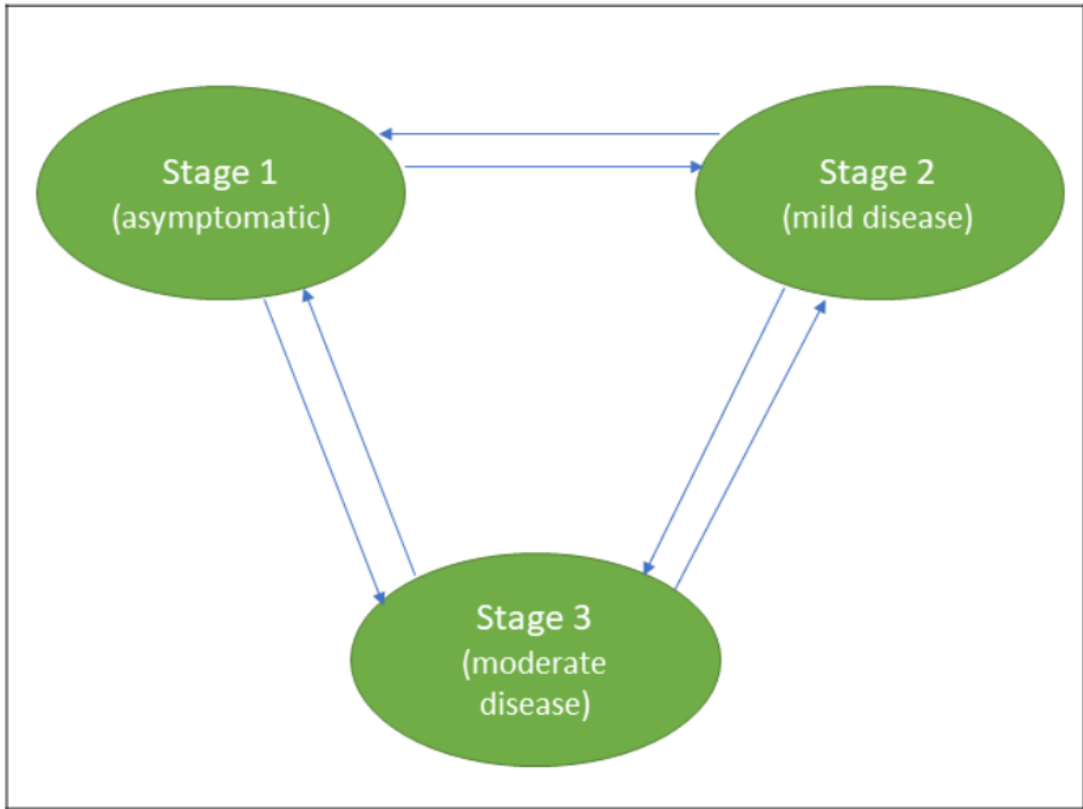 Stage 1
(asymptomatic)
Stage 2
(mild disease)
Stage 3
(moderate
disease)